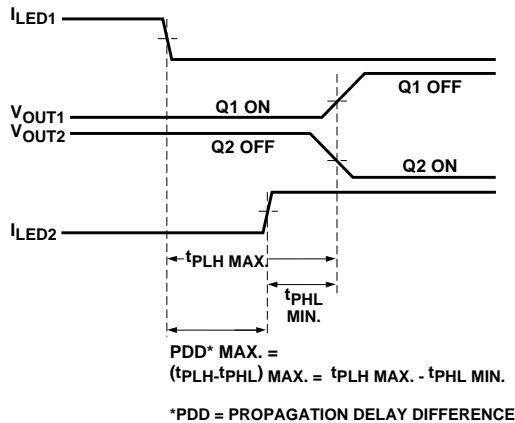 ILED1
Q1 OFF
VOUT1
Q1 ON
VOUT2
Q2 OFF
Q2 ON
ILED2
tPLH MAX.
tPHL
MIN.
PDD* MAX. =
(tPLH-tPHL) MAX. = tPLH MAX. - tPHL MIN.
*PDD = PROPAGATION DELAY DIFFERENCE